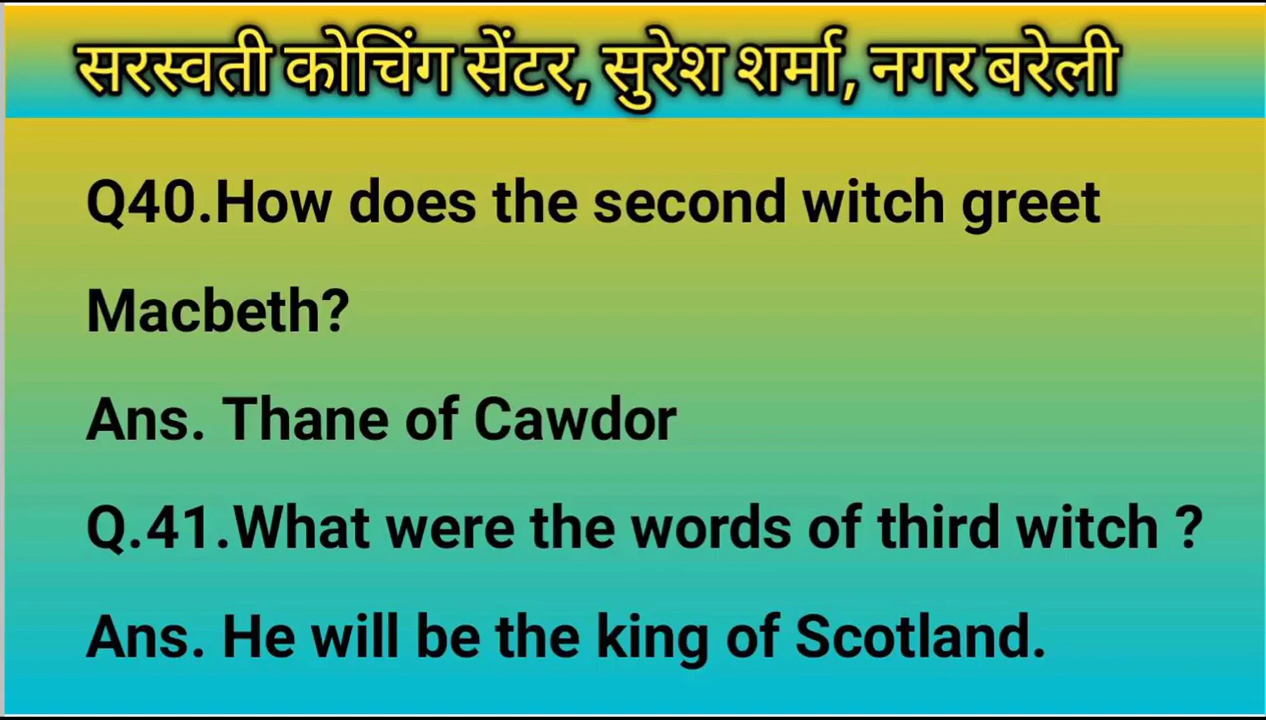 सरस्वती कोचिंग सेंटर, सुरेश शर्मा, नगर बरेली
Q40.How does the second witch greet
Macbeth?
Ans. Thane of Cawdor
Q.41.What were the words of third witch ?
Ans. He will be the king of Scotland.